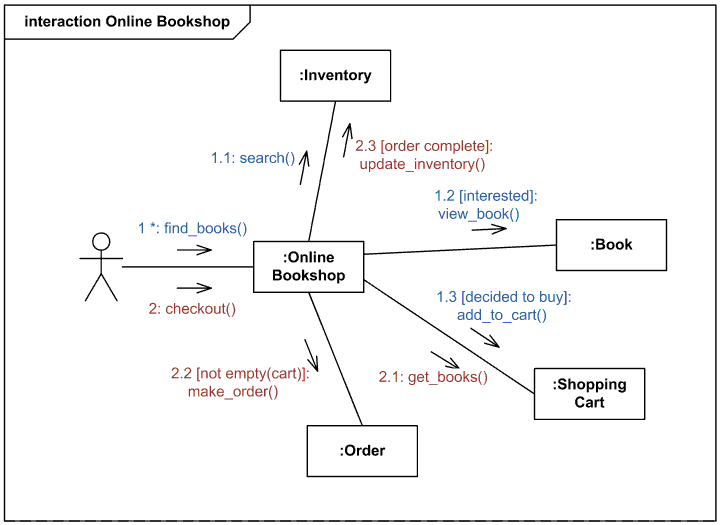 interaction Online Bookshop
:Inventory
1.1: search()
2.3 [order complete]:
update_inventory()
1.2 [interested]:
view_book()
1 *: find_books()
:Online
Bookshop
:Book
2: checkout()
1.3 [decided to buy]:
add_to_cart()
2.2 [not empty(cart)]:
make_order()
2.1: get_books()
:Shopping
Cart
:Order